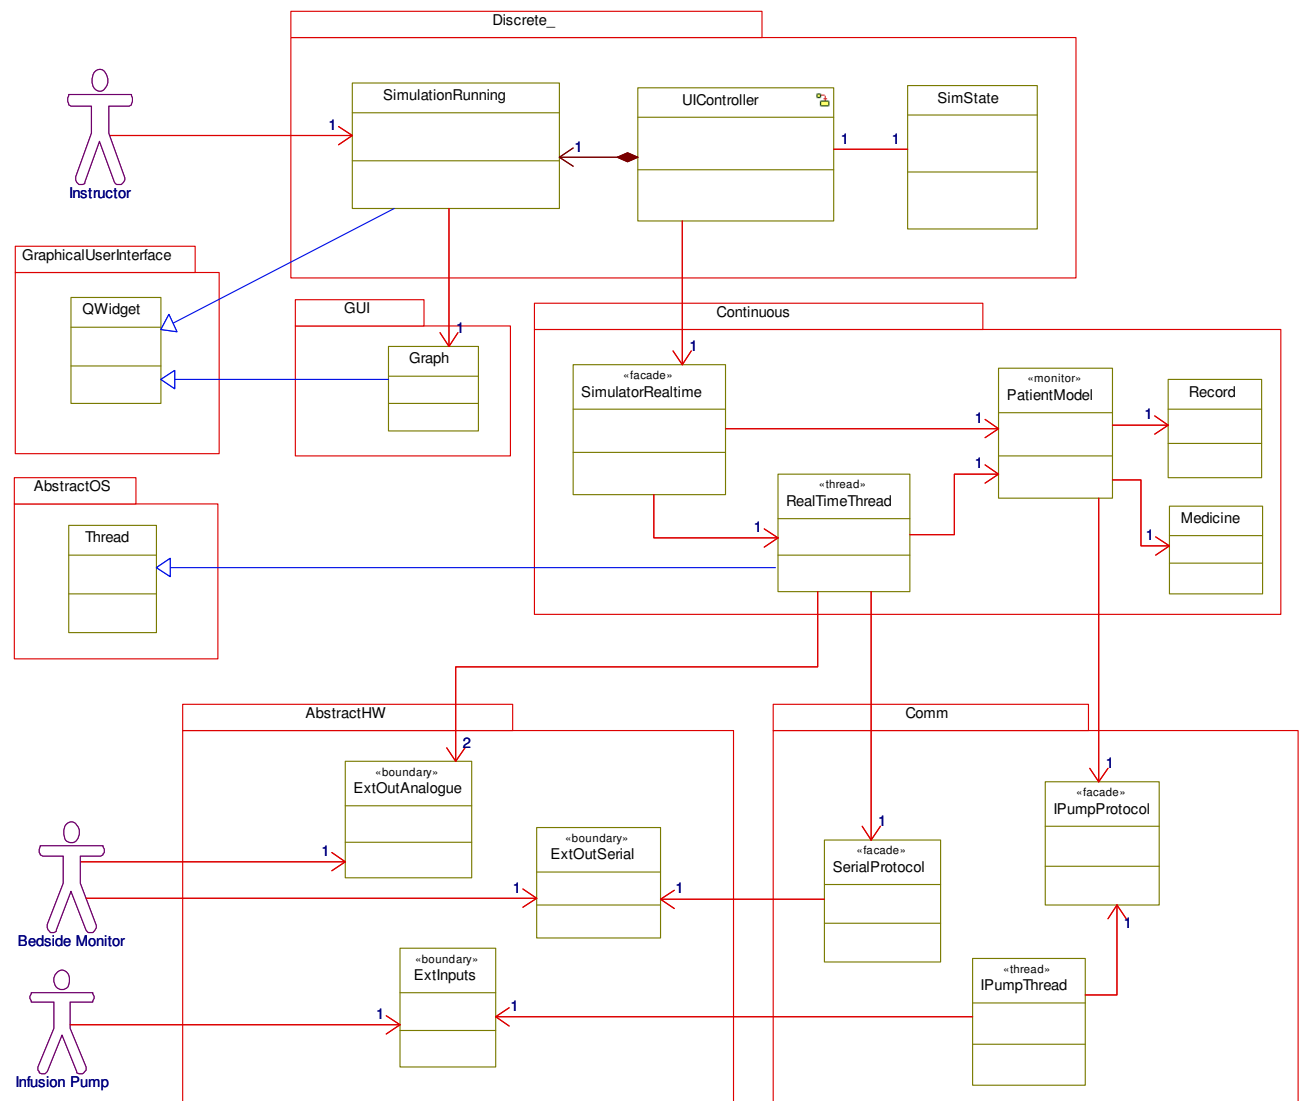 Discrete_
SimulationRunning
UIController
SimState
1
1
1
1
Instructor
GraphicalUserInterface
QWidget
GUI
1
Graph
Continuous
1
«facade»
SimulatorRealtime
«monitor»
PatientModel
Record
1
1
1
«thread»
RealTimeThread
1
Medicine
1
AbstractOS
Thread
AbstractHW
Comm
2
«boundary»
ExtOutAnalogue
1
«facade»
IPumpProtocol
1
«boundary»
ExtOutSerial
1
«facade»
SerialProtocol
1
1
1
Bedside Monitor
«boundary»
ExtInputs
«thread»
IPumpThread
1
1
Infusion Pump